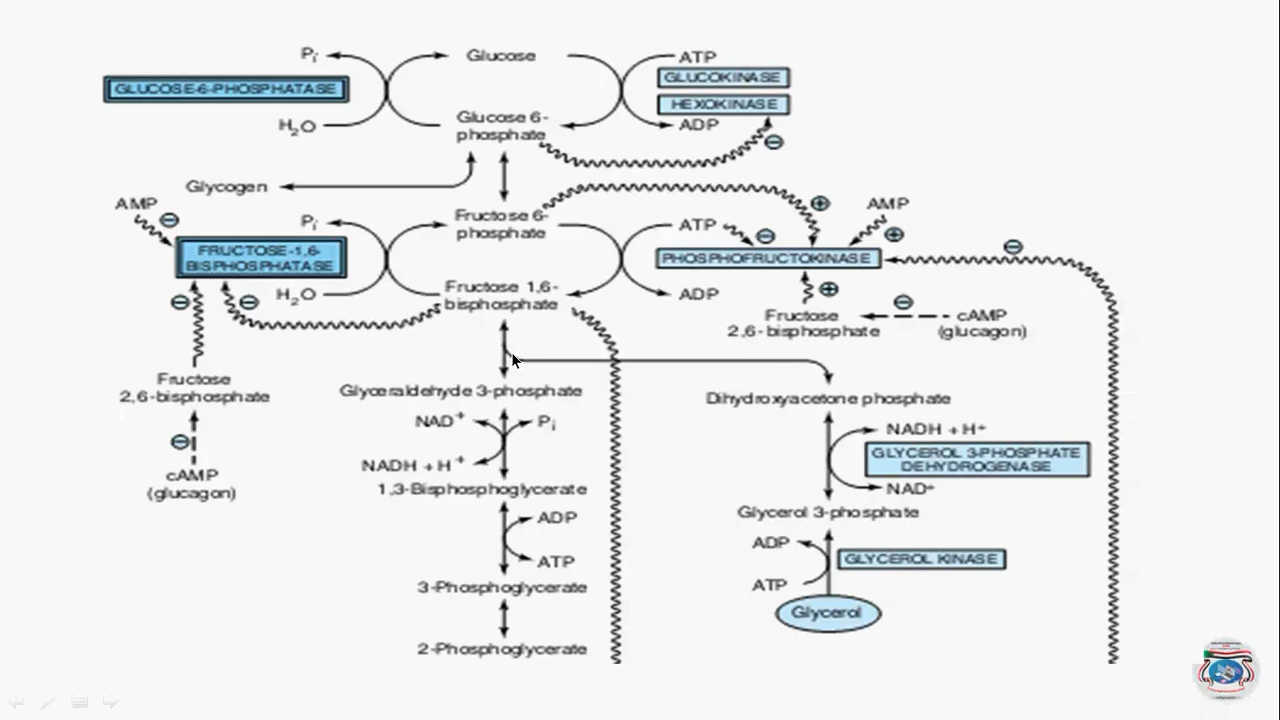 Pi
Glucose
ATP
GLUCOKINASE
GLUCOSE-6-PHOSPHATASE
HEXOKINASE
H2O
Glucose 6-
phosphate
ADP
Glycogen
AMP
Pi
Fructose 6-
phosphate
ATP
AMP
FRUCTOSE-1,6-
BISPHOSPHATASE
PHOSPHOFRUCTOKINASE
H2O
Fructose 1,6-
bisphosphate
ADP
Fructose
2,6-bisphosphate
cAMP
(glucagon)
Fructose
2,6-bisphosphate
cAMP
(glucagon)
Glyceraldehyde 3-phosphate
Dihydroxyacetone phosphate
NAD+
Pi
NADH + H+
1,3-Bisphosphoglycerate
NADH + H+
GLYCEROL 3-PHOSPHATE
DEHYDROGENASE
NAD+
Glycerol 3-phosphate
ADP
ATP
3-Phosphoglycerate
2-Phosphoglycerate
ADP
GLYCEROL KINASE
ATP
Glycerol